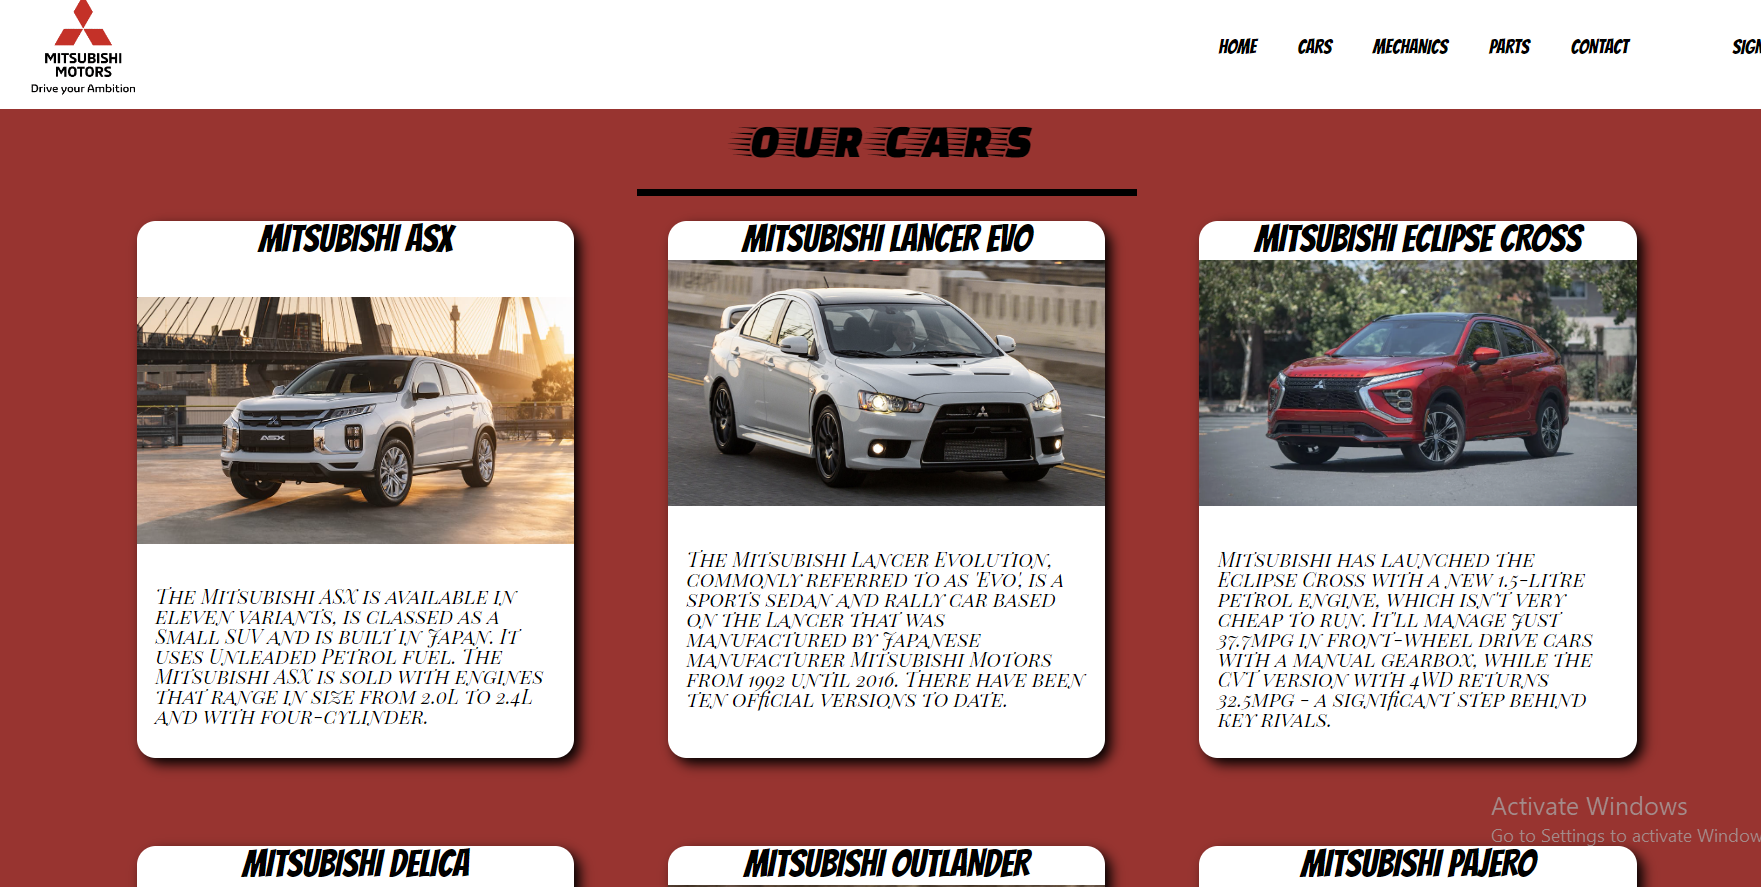 MITSUBISHI
MOTORS
Drive your Ambition
HOME CARS MECHANICS PARTS CONTACT
OUR CARS
MITSUBISHI ASX
ASX
THE MITSUBISHI ASX IS AVAILABLE IN
ELEVEN VARIANTS, IS CLASSED AS A
SMALL SUV AND IS BUILT IN JAPAN. IT
USES UNLEADED PETROL FUEL. THE
MITSUBISHI ASX IS SOLD WITH ENGINES
THAT RANGE IN SIZE FROM 2.0L TO 2.4L
AND WITH FOUR-CYLINDER.
MITSUBISHI LANCER EVO
THE MITSUBISHI LANCER EVOLUTION,
COMMONLY REFERRED TO AS 'EVO', IS A
SPORTS SEDAN AND RALLY CAR BASED
ON THE LANCER THAT WAS
MANUFACTURED BY JAPANESE
MANUFACTURER MITSUBISHI MOTORS
FROM 1992 UNTIL 2016. THERE HAVE BEEN
TEN OFFICIAL VERSIONS TO DATE.
MITSUBISHI ECLIPSE CROSS
MITSUBISHI HAS LAUNCHED THE
ECLIPSE CROSS WITH A NEW 1.5-LITRE
PETROL ENGINE, WHICH ISN'T VERY
CHEAP TO RUN. IT'LL MANAGE JUST
37.7MPG IN FRONT-WHEEL DRIVE CARS
WITH A MANUAL GEARBOX, WHILE THE
CVT VERSION WITH 4WD RETURNS
32.5MPG - A SIGNIFICANT STEP BEHIND
KEY RIVALS.
Activate Windows
Go to Settings to activate Window
MITSUBISHI DELICA
MITSUBISHI OUTLANDER
MITSUBISHI PAJERO